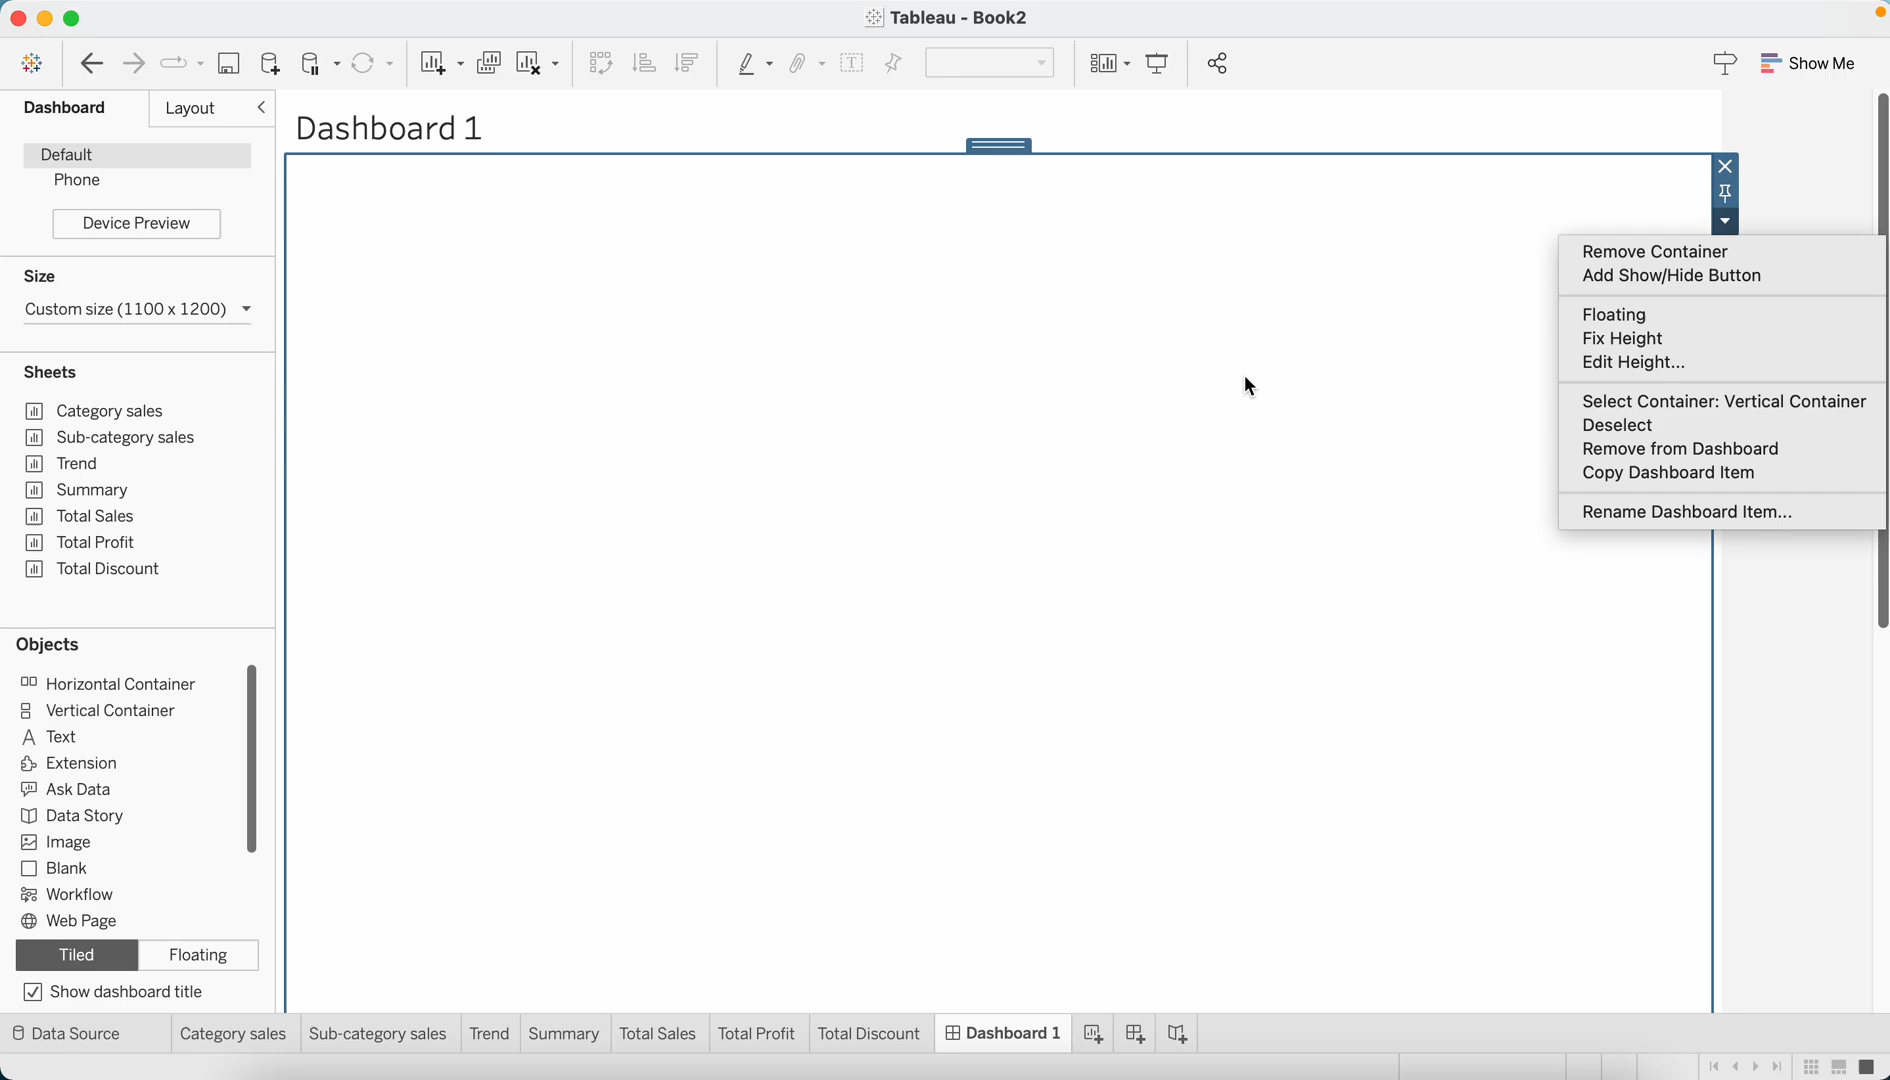 Tableau - Book2
Show Me
Dashboard
Layout
Default
Phone
Device Preview
Size
Custom size (1100 x 1200)
Sheets
Category sales
Sub-category sales
Trend
Summary
Total Sales
Total Profit
Total Discount
Objects
Horizontal Container
Vertical Container
Text
Extension
Ask Data
Data Story
Image
Blank
Workflow
Web Page
Tiled
Floating
Show dashboard title
Dashboard 1
Remove Container
Add Show/Hide Button
Floating
Fix Height
Edit Height...
Select Container: Vertical Container
Deselect
Remove from Dashboard
Copy Dashboard Item
Rename Dashboard Item...
Data Source
Category sales
Sub-category sales
Trend
Summary
Total Sales
Total Profit
Total Discount
Dashboard 1